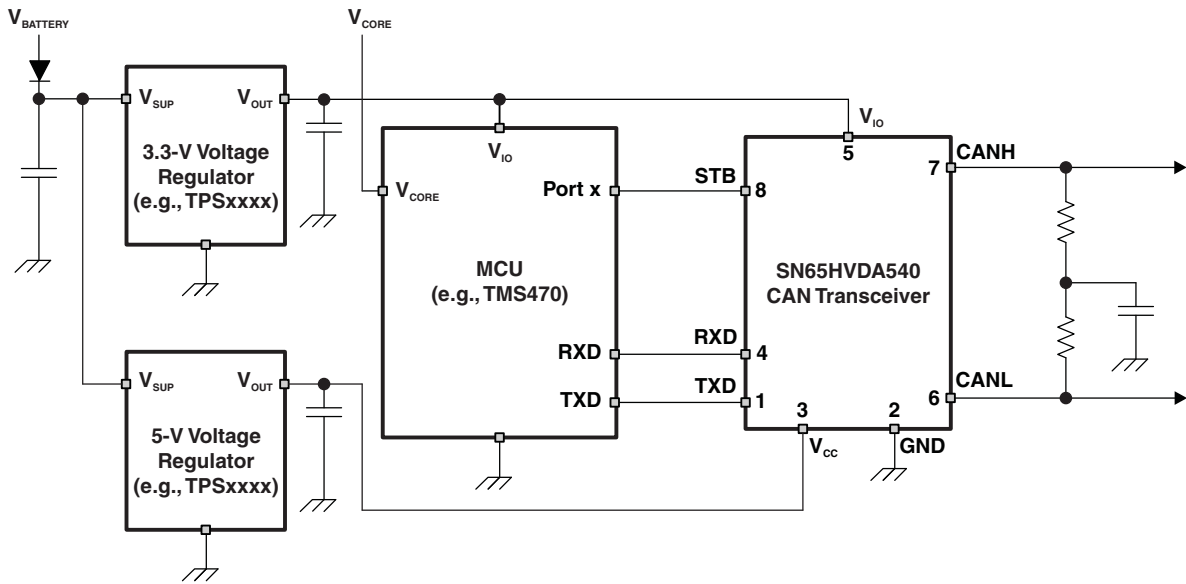 VBATTERY
VCORE
VSUP
VOUT
3.3-V Voltage
Regulator
(e.g., TPSxxxx)
VIO
VCORE
Port x
MCU
(e.g., TMS470)
RXD
TXD
STB
8
RXD
4
TXD
1
VIO
5
7
CANH
SN65HVDA540
CAN Transceiver
6
CANL
3
VCC
2
GND
VSUP
VOUT
5-V Voltage
Regulator
(e.g., TPSxxxx)